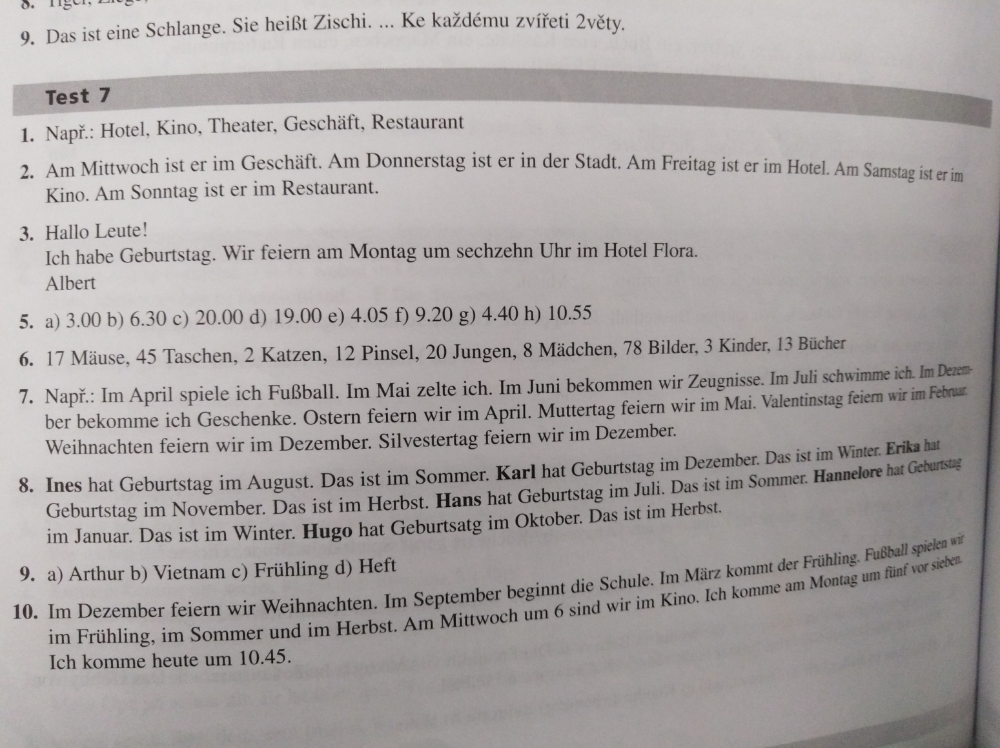 8. Tiger, Ziege,
9. Das ist eine Schlange. Sie heißt Zischi. ... Ke každému zvířeti 2věty.
Test 7
1. Např.: Hotel, Kino, Theater, Geschäft, Restaurant
2. Am Mittwoch ist er im Geschäft. Am Donnerstag ist er in der Stadt. Am Freitag ist er im Hotel. Am Samstag ist er im
Kino. Am Sonntag ist er im Restaurant.
3. Hallo Leute!
Ich habe Geburtstag. Wir feiern am Montag um sechzehn Uhr im Hotel Flora.
Albert
5. a) 3.00 b) 6.30 c) 20.00 d) 19.00 e) 4.05 f) 9.20 g) 4.40 h) 10.55
6. 17 Mäuse, 45 Taschen, 2 Katzen, 12 Pinsel, 20 Jungen, 8 Mädchen, 78 Bilder, 3 Kinder, 13 Bücher
7. Např.: Im April spiele ich Fußball. Im Mai zelte ich. Im Juni bekommen wir Zeugnisse. Im Juli schwimme ich. Im Dezem-
ber bekomme ich Geschenke. Ostern feiern wir im April. Muttertag feiern wir im Mai. Valentinstag feiern wir im Februar.
Weihnachten feiern wir im Dezember. Silvestertag feiern wir im Dezember.
8. Ines hat Geburtstag im August. Das ist im Sommer. Karl hat Geburtstag im Dezember. Das ist im Winter. Erika hat
Geburtstag im November. Das ist im Herbst. Hans hat Geburtstag im Juli. Das ist im Sommer. Hannelore hat Geburtstag
im Januar. Das ist im Winter. Hugo hat Geburtsatg im Oktober. Das ist im Herbst.
9. a) Arthur b) Vietnam c) Frühling d) Heft
10. Im Dezember feiern wir Weihnachten. Im September beginnt die Schule. Im März kommt der Frühling. Fußball spielen wir
im Frühling, im Sommer und im Herbst. Am Mittwoch um 6 sind wir im Kino. Ich komme am Montag um fünf vor sieben.
Ich komme heute um 10.45.